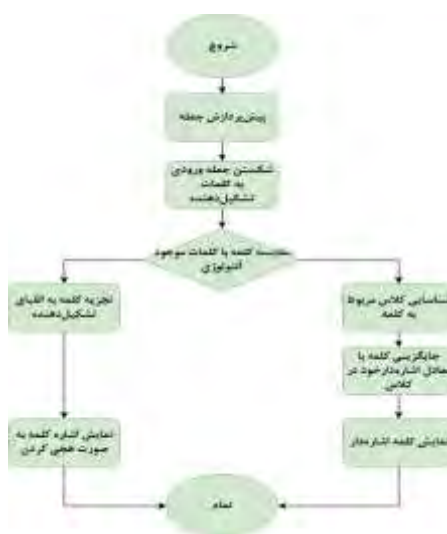 شروع
پیش‌پردازش جمله
شکستن جمله ورودی
به کلمات
تشکیل‌دهنده
مقایسه کلمه با کلمات موجود
آنتولوژی
تجزیه کلمه به الفبای
تشکیل‌دهنده
شناسایی کلاس مربوط
به کلمه
جایگزینی کلمه با
معادل اشاره‌دار خود در
کلاس
نمایش اشاره کلمه به
صورت هجی کردن
نمایش کلمه اشاره‌دار
تمام